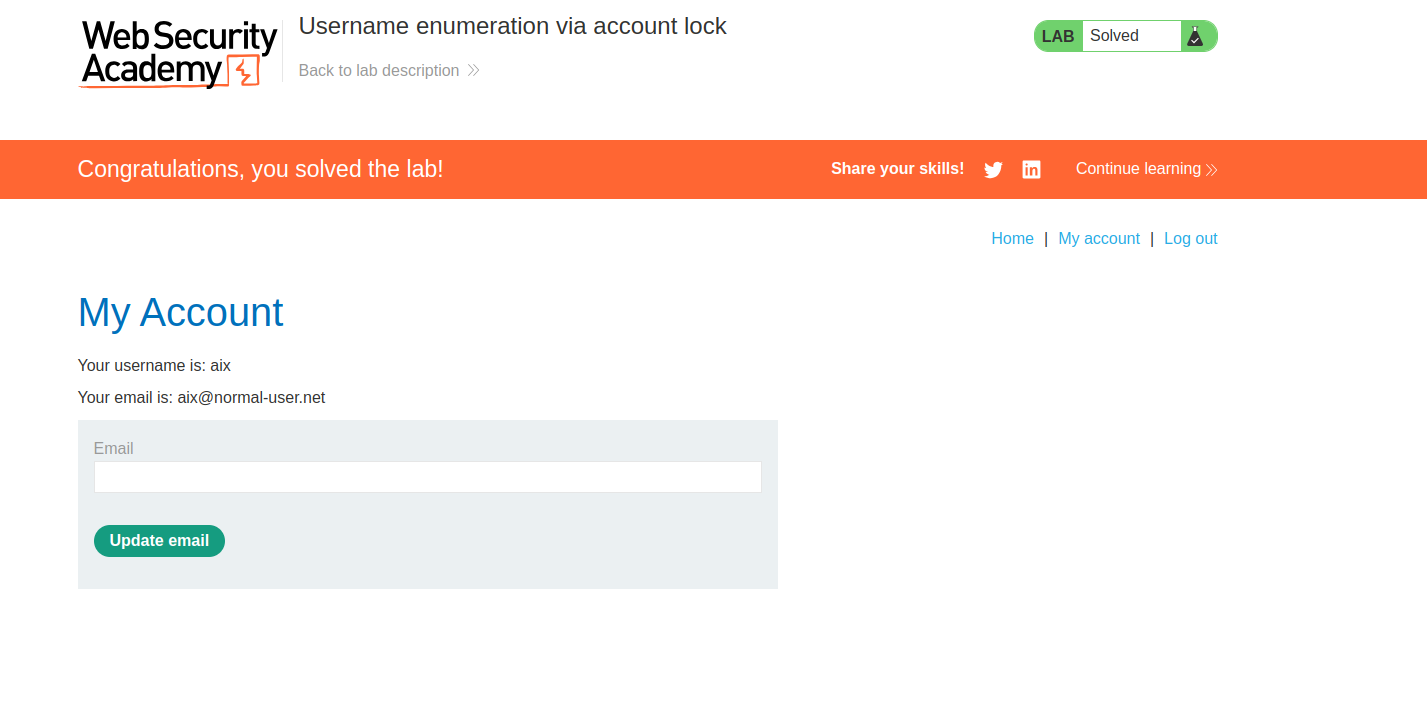 Web Security
Academy
Username enumeration via account lock
Back to lab description
LAB Solved
Congratulations, you solved the lab!
Share your skills!
Continue learning
Home | My account | Log out
My Account
Your username is: aix
Your email is: aix@normal-user.net
Email
Update email